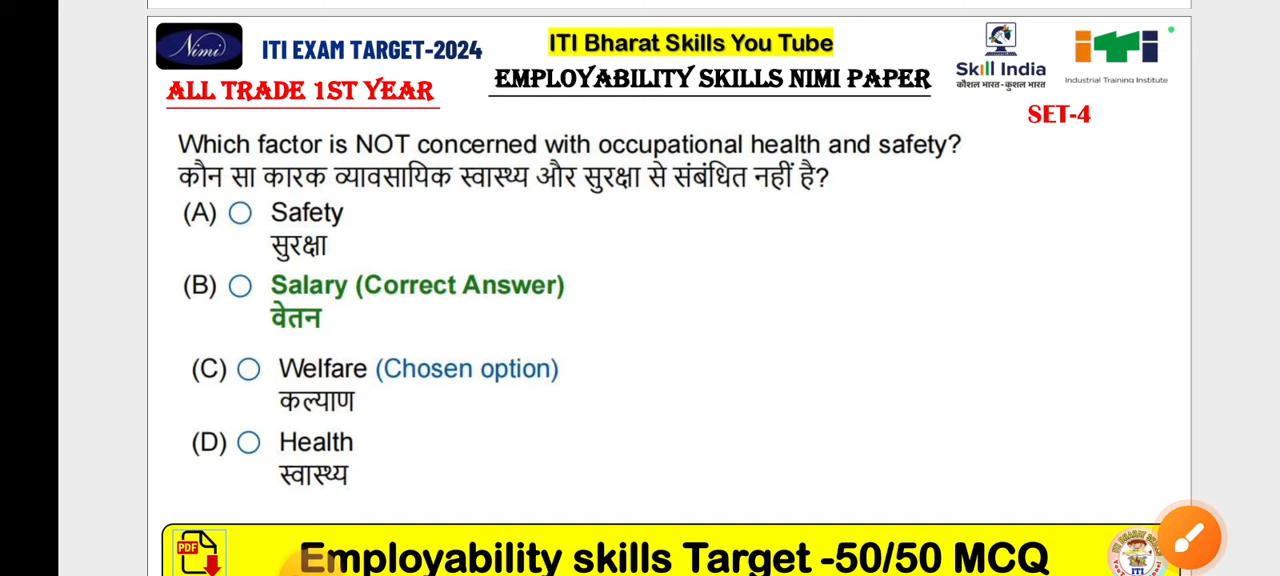 Nimi
ITI EXAM TARGET-2024
ITI Bharat Skills You Tube
Skill India
कौशल भारत-कुशल भारत
iTi
Industrial Training Institute
ALL TRADE 1ST YEAR
EMPLOYABILITY SKILLS NIMI PAPER
SET-4
Which factor is NOT concerned with occupational health and safety?
कौन सा कारक व्यावसायिक स्वास्थ्य और सुरक्षा से संबंधित नहीं है?
(A) Safety
सुरक्षा
(B) Salary (Correct Answer)
वेतन
(C) Welfare (Chosen option)
कल्याण
(D) Health
स्वास्थ्य
PDF
Employability skills Target -50/50 MCQ
ITI